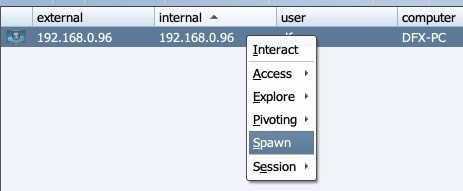 external internal user computer
192.168.0.96 192.168.0.96 DFX-PC
Interact
Access
Explore
Pivoting
Spawn
Session